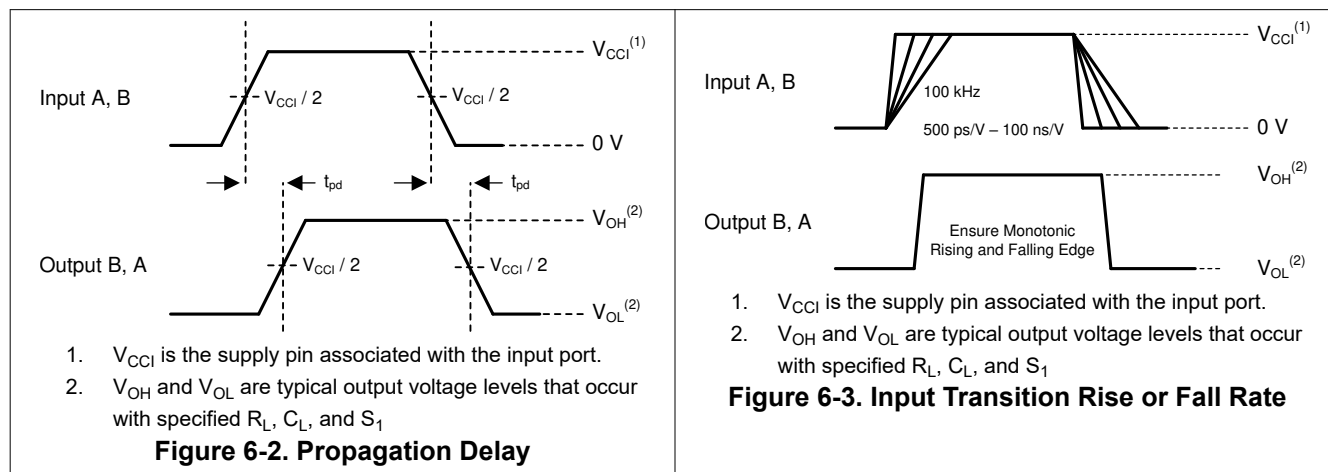 V_CCI(1)
Input A, B
V_CCI / 2
V_CCI / 2
0 V
t_pd
t_pd
V_OH(2)
Output B, A
V_CCI / 2
V_CCI / 2
V_OL(2)
1. V_CCI is the supply pin associated with the input port.
2. V_OH and V_OL are typical output voltage levels that occur
with specified R_L, C_L, and S_1
Figure 6-2. Propagation Delay
V_CCI(1)
Input A, B
100 kHz
500 ps/V – 100 ns/V
0 V
V_OH(2)
Output B, A
Ensure Monotonic
Rising and Falling Edge
V_OL(2)
1. V_CCI is the supply pin associated with the input port.
2. V_OH and V_OL are typical output voltage levels that occur
with specified R_L, C_L, and S_1
Figure 6-3. Input Transition Rise or Fall Rate